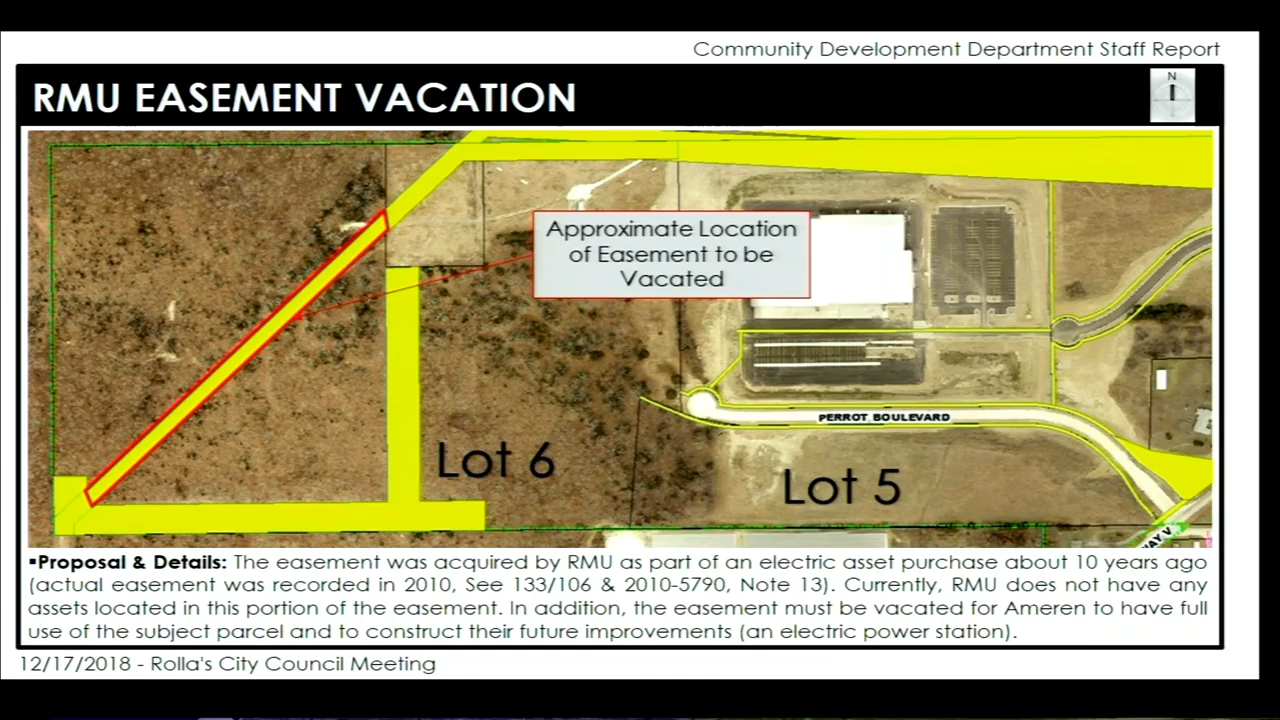 Community Development Department Staff Report
RMU EASEMENT VACATION
N
Approximate Location
of Easement to be
Vacated
PERROT BOULEVARD
Lot 6
Lot 5
WAY V
▪Proposal & Details: The easement was acquired by RMU as part of an electric asset purchase about 10 years ago
(actual easement was recorded in 2010, See 133/106 & 2010-5790, Note 13). Currently, RMU does not have any
assets located in this portion of the easement. In addition, the easement must be vacated for Ameren to have full
use of the subject parcel and to construct their future improvements (an electric power station).
12/17/2018 - Rolla's City Council Meeting